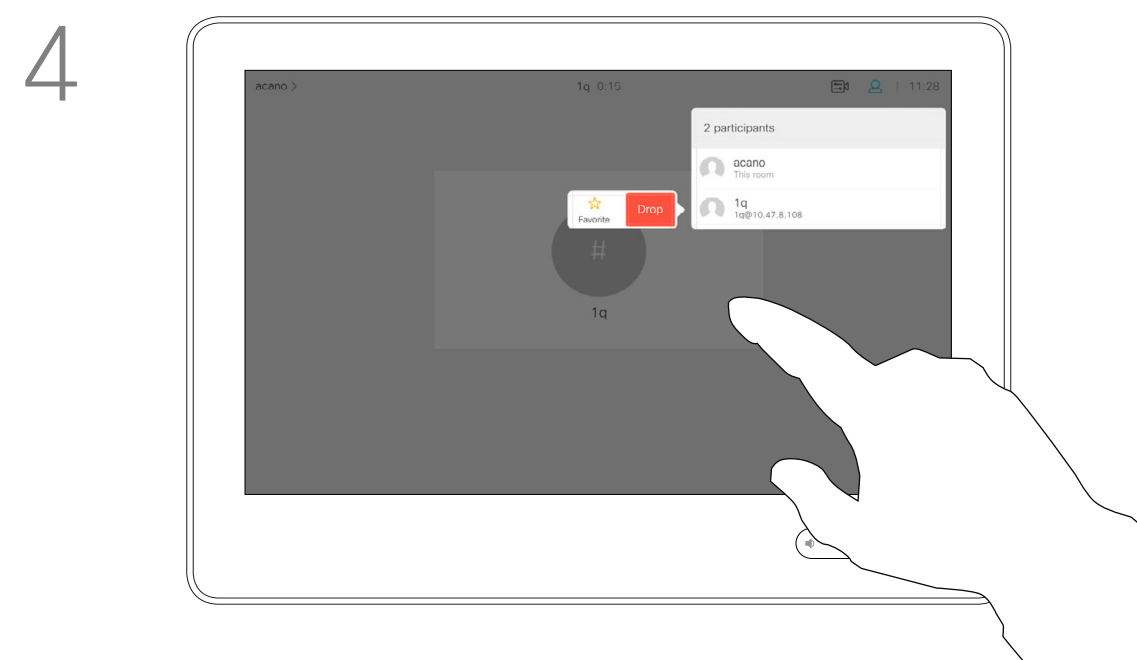 4
acano >
1q 0:15
11:28
2 participants
acano
This room
Favorite
Drop
1q
1q@10.47.8.108
#
1q